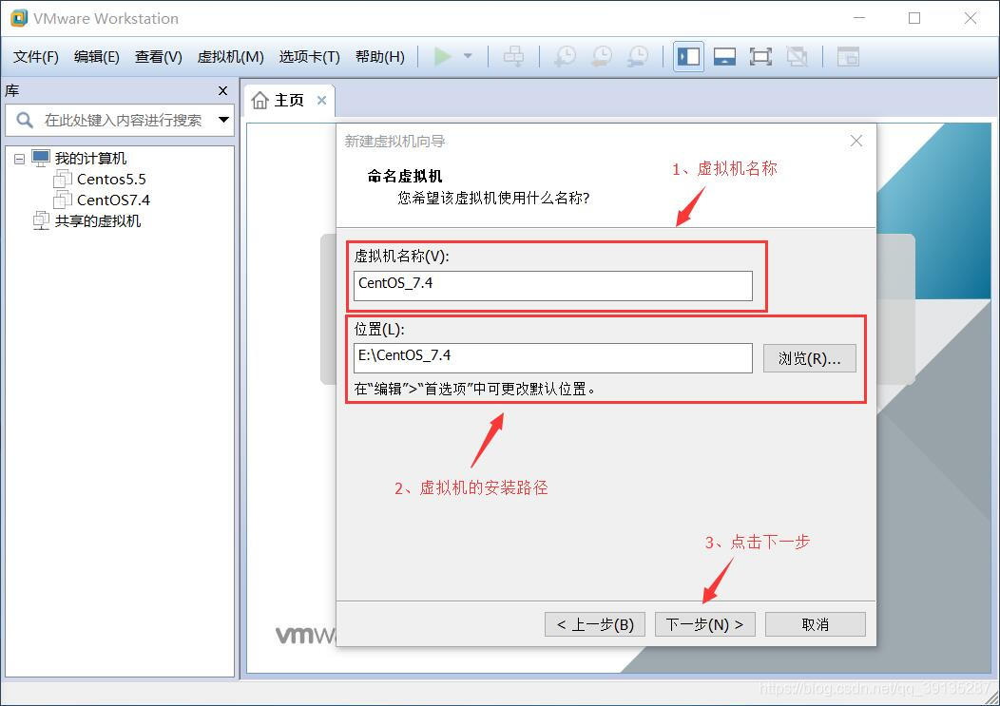 VMware Workstation
文件(F) 编辑(E) 查看(V) 虚拟机(M) 选项卡(T) 帮助(H)
库
在此处键入内容进行搜索
我的计算机
Centos5.5
CentOS7.4
共享的虚拟机
主页
新建虚拟机向导
命名虚拟机
您希望该虚拟机使用什么名称?
1、虚拟机名称
虚拟机名称(V):
CentOS_7.4
位置(L):
E:\CentOS_7.4
浏览(R)...
在“编辑”>“首选项”中可更改默认位置。
2、虚拟机的安装路径
3、点击下一步
< 上一步(B) 下一步(N) > 取消
vmw
https://blog.csdn.net/qq_39135287